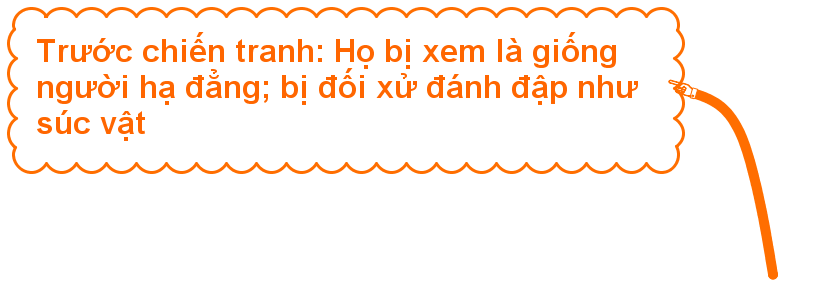 Trước chiến tranh: Họ bị xem là giống
người hạ đẳng; bị đối xử đánh đập như
súc vật